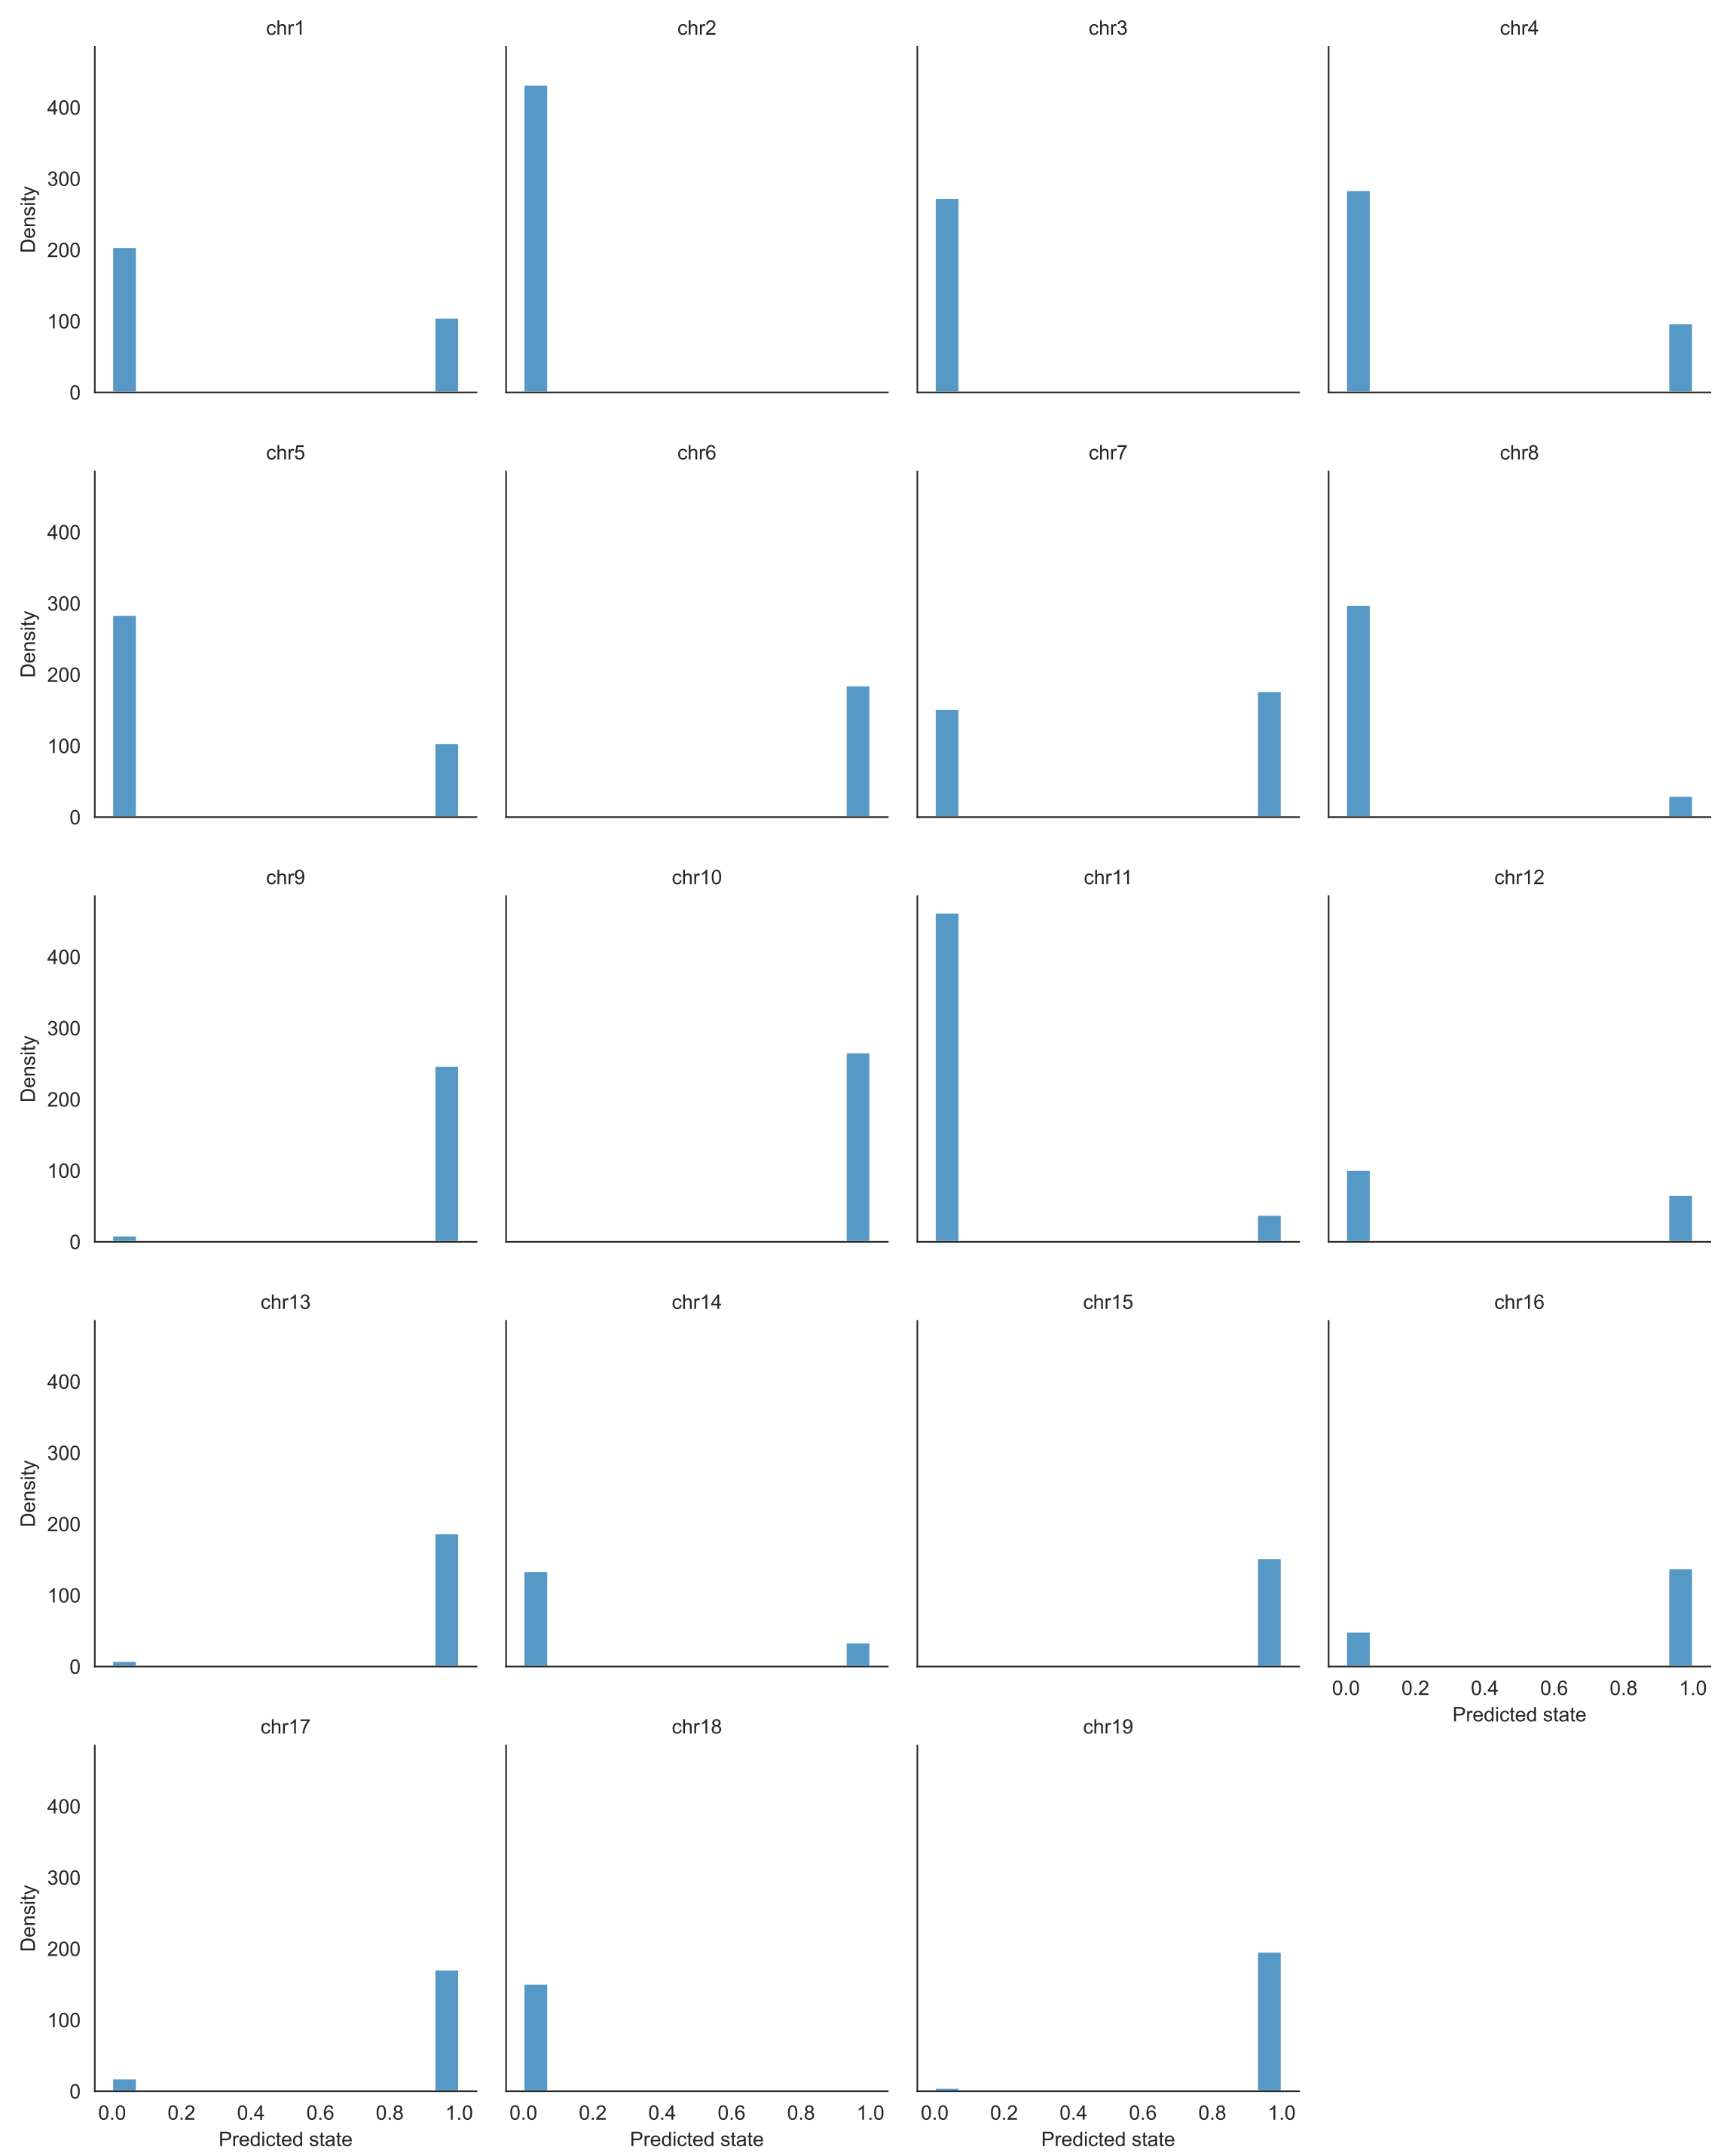 chr1 chr2 chr3 chr4
400
300
200
100
0
Density
chr5 chr6 chr7 chr8
400
300
200
100
0
Density
chr9 chr10 chr11 chr12
400
300
200
100
0
Density
chr13 chr14 chr15 chr16
400
300
200
100
0
Density
0.0 0.2 0.4 0.6 0.8 1.0
Predicted state
chr17 chr18 chr19
400
300
200
100
0
Density
0.0 0.2 0.4 0.6 0.8 1.0 0.0 0.2 0.4 0.6 0.8 1.0 0.0 0.2 0.4 0.6 0.8 1.0
Predicted state Predicted state Predicted state